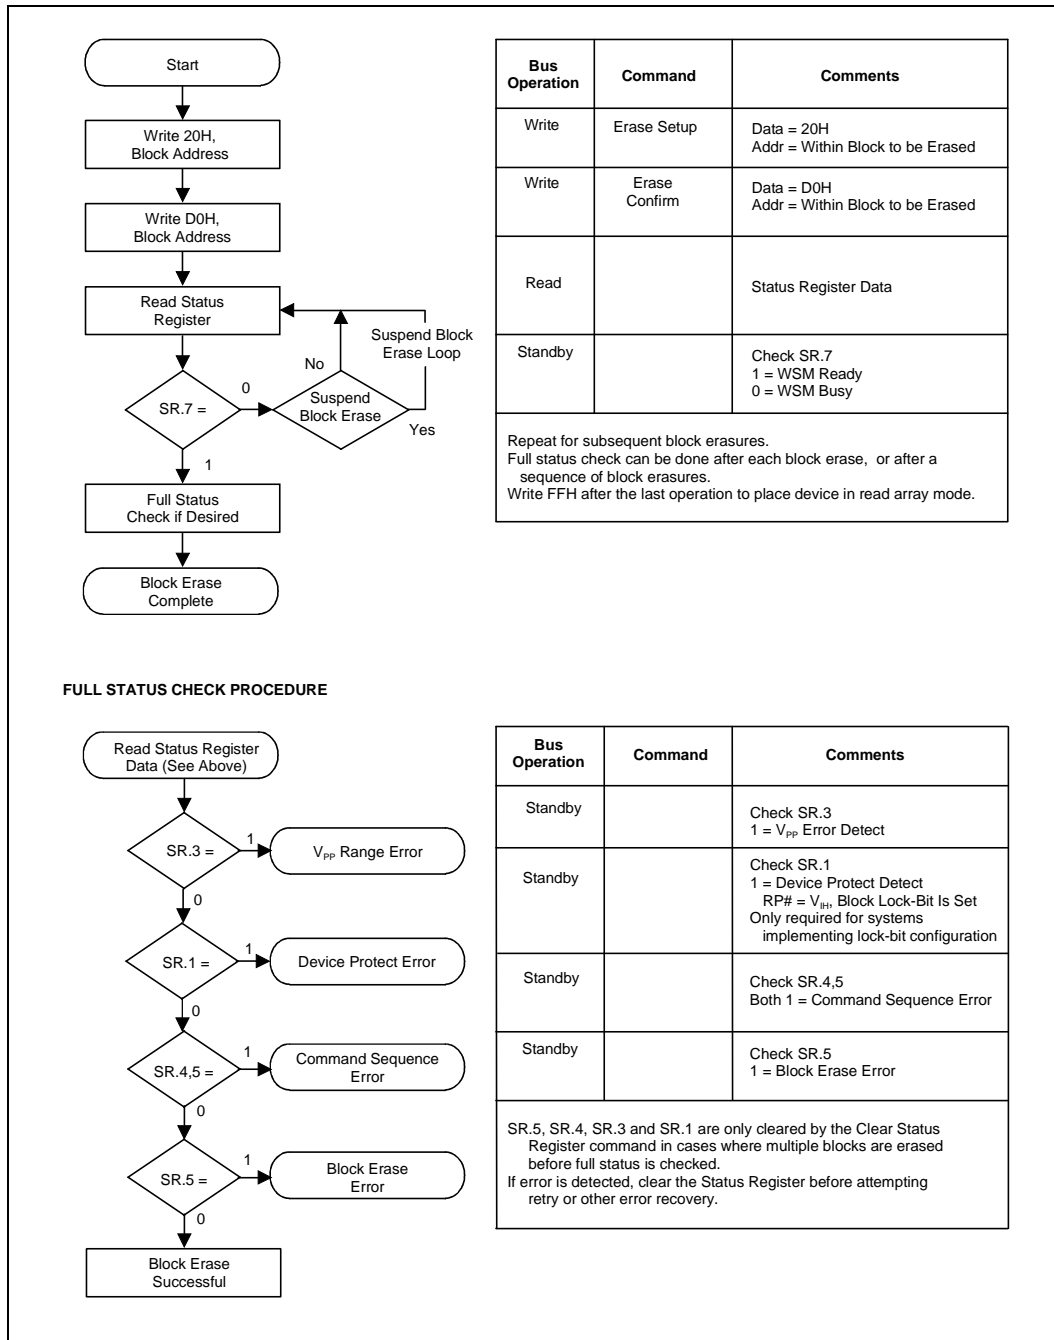 Start
Write 20H,
Block Address
Write D0H,
Block Address
Read Status
Register
Suspend Block
Erase Loop
No
0
SR.7 =
Suspend
Block Erase
Yes
1
Full Status
Check if Desired
Block Erase
Complete
Bus
Operation
Command
Comments
Write
Erase Setup
Data = 20H
Addr = Within Block to be Erased
Write
Erase
Confirm
Data = D0H
Addr = Within Block to be Erased
Read
Status Register Data
Standby
Check SR.7
1 = WSM Ready
0 = WSM Busy
Repeat for subsequent block erasures.
Full status check can be done after each block erase, or after a
sequence of block erasures.
Write FFH after the last operation to place device in read array mode.
FULL STATUS CHECK PROCEDURE
Read Status Register
Data (See Above)
SR.3 =
1
VPP Range Error
0
SR.1 =
1
Device Protect Error
0
SR.4,5 =
1
Command Sequence
Error
0
SR.5 =
1
Block Erase
Error
0
Block Erase
Successful
Bus
Operation
Command
Comments
Standby
Check SR.3
1 = VPP Error Detect
Standby
Check SR.1
1 = Device Protect Detect
RP# = VIH, Block Lock-Bit Is Set
Only required for systems
implementing lock-bit configuration
Standby
Check SR.4,5
Both 1 = Command Sequence Error
Standby
Check SR.5
1 = Block Erase Error
SR.5, SR.4, SR.3 and SR.1 are only cleared by the Clear Status
Register command in cases where multiple blocks are erased
before full status is checked.
If error is detected, clear the Status Register before attempting
retry or other error recovery.